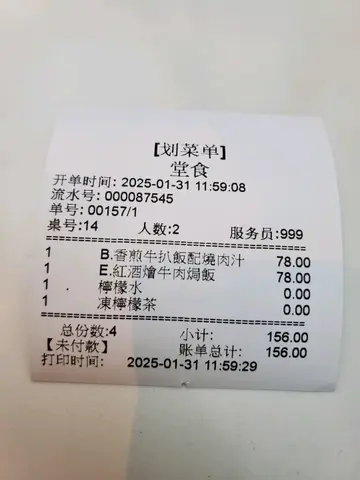 [划菜单]
堂食
开单时间: 2025-01-31 11:59:08
流水号: 000087545
单号: 00157/1
桌号:14 人数:2 服务员:999
1 B.香煎牛扒飯配燒肉汁 78.00
1 E.紅酒燴牛肉焗飯 78.00
1 檸檬水 0.00
1 凍檸檬茶 0.00
总份数:4 小计: 156.00
【未付款】 账单总计: 156.00
打印时间: 2025-01-31 11:59:29